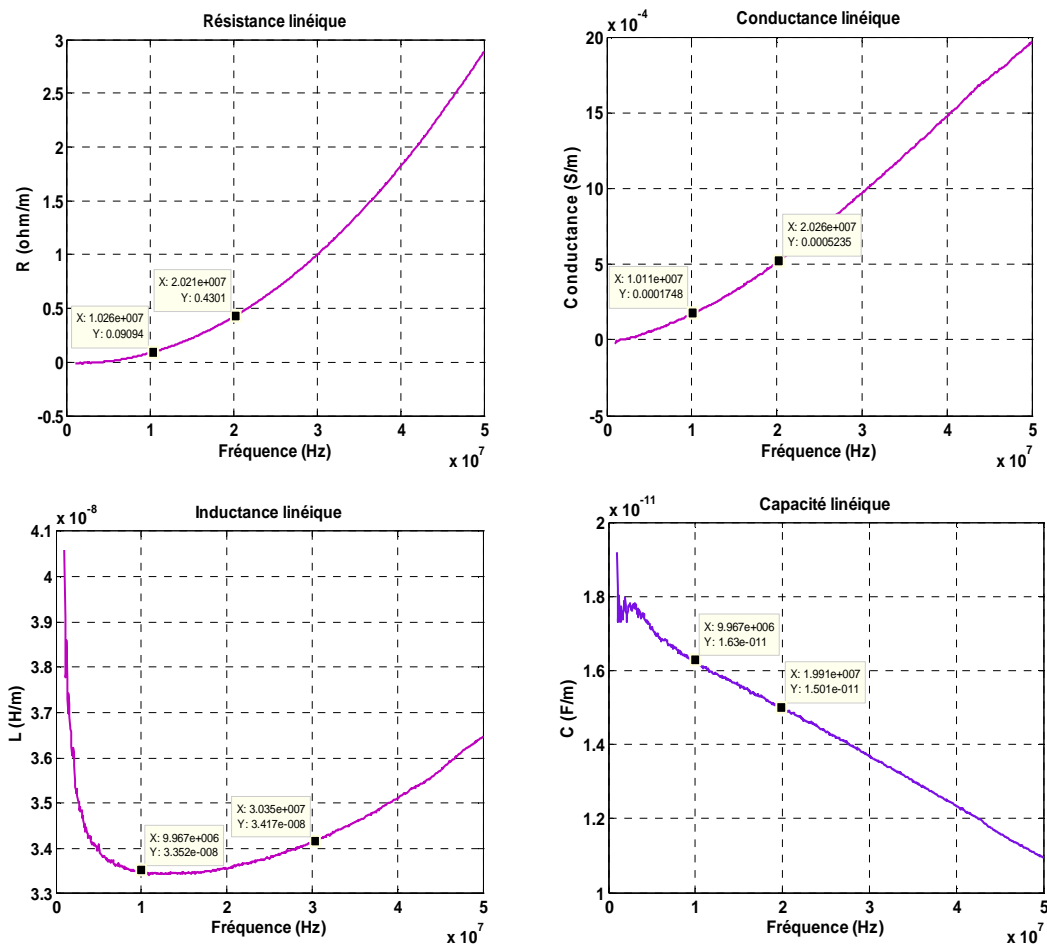 Résistance linéique
3
2.5
2
1.5
1
0.5
0
-0.5
R (ohm/m)
X: 2.021e+007
Y: 0.4301
X: 1.026e+007
Y: 0.09094
0 1 2 3 4 5
Fréquence (Hz)
x 10^7
Conductance linéique
x 10^-4
20
15
10
5
0
-5
Conductance (S/m)
X: 2.026e+007
Y: 0.0005235
X: 1.011e+007
Y: 0.0001748
0 1 2 3 4 5
Fréquence (Hz)
x 10^7
Inductance linéique
x 10^-8
4.1
4
3.9
3.8
3.7
3.6
3.5
3.4
3.3
L (H/m)
X: 3.035e+007
Y: 3.417e-008
X: 9.967e+006
Y: 3.352e-008
0 1 2 3 4 5
Fréquence (Hz)
x 10^7
Capacité linéique
x 10^-11
2
1.8
1.6
1.4
1.2
1
C (F/m)
X: 9.967e+006
Y: 1.63e-011
X: 1.991e+007
Y: 1.501e-011
0 1 2 3 4 5
Fréquence (Hz)
x 10^7